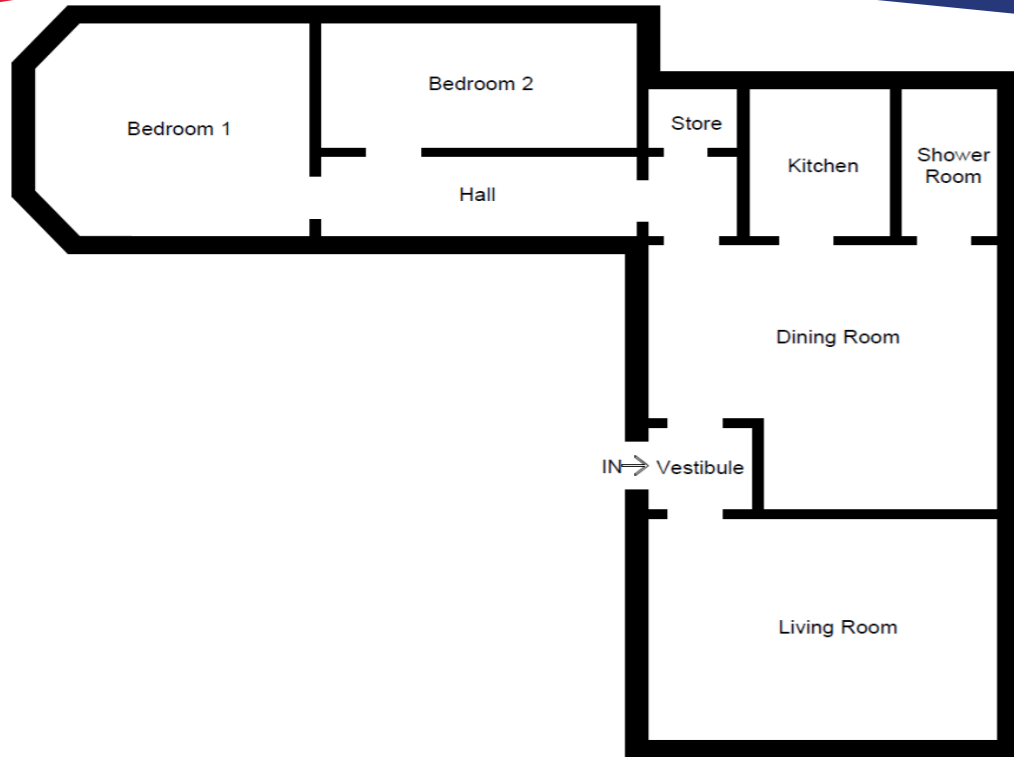 Bedroom 2
Bedroom 1
Store
Kitchen
Shower
Room
Hall
Dining Room
IN
Vestibule
Living Room